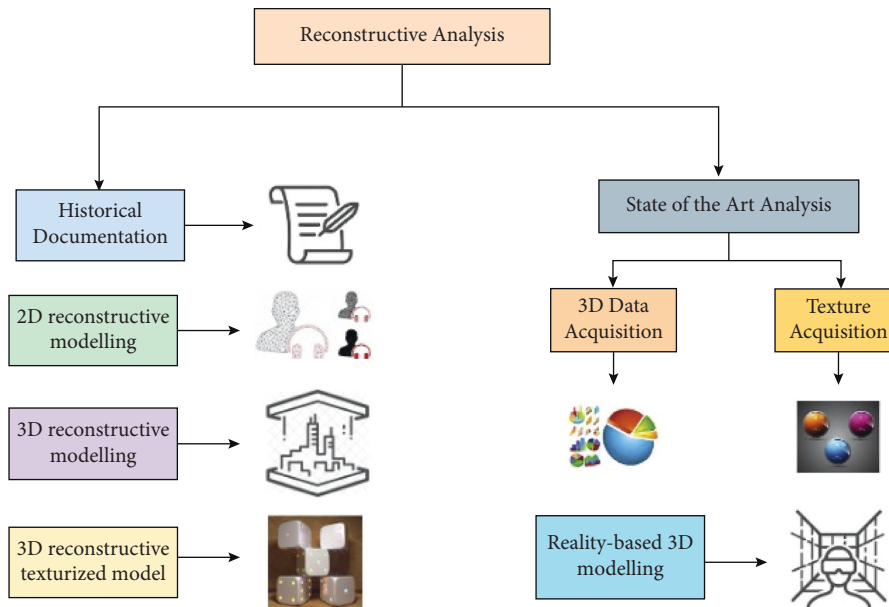 Reconstructive Analysis
Historical
Documentation
State of the Art Analysis
2D reconstructive
modelling
3D Data
Acquisition
Texture
Acquisition
3D reconstructive
modelling
3D reconstructive
texturized model
Reality-based 3D
modelling